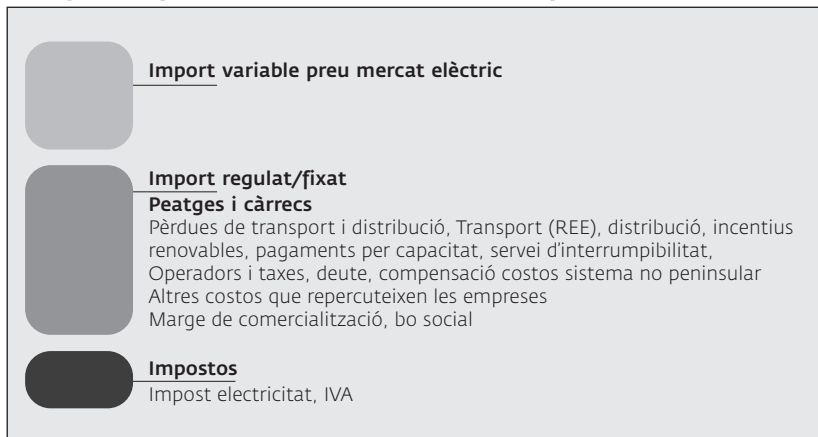 Import variable preu mercat elèctric
Import regulat/fixat
Peatges i càrrecs
Pèrdues de transport i distribució, Transport (REE), distribució, incentius
renovables, pagaments per capacitat, servei d'interrumpibilitat,
Operadors i taxes, deute, compensació costos sistema no peninsular
Altres costos que repercuteixen les empreses
Marge de comercialització, bo social
Impostos
Impost electricitat, IVA